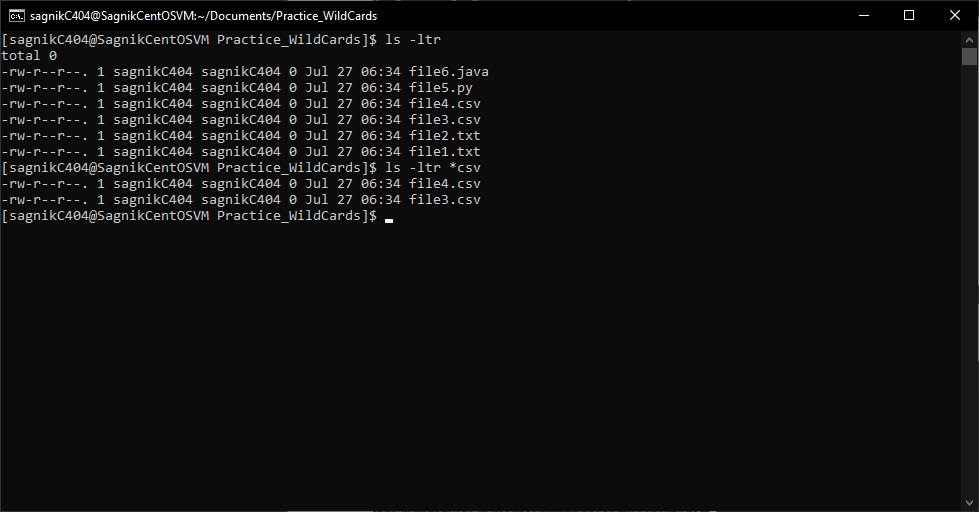 sagnikC404@SagnikCentOSVM:~/Documents/Practice_WildCards
[sagnikC404@SagnikCentOSVM Practice_WildCards]$ ls -ltr
total 0
-rw-r--r--. 1 sagnikC404 sagnikC404 0 Jul 27 06:34 file6.java
-rw-r--r--. 1 sagnikC404 sagnikC404 0 Jul 27 06:34 file5.py
-rw-r--r--. 1 sagnikC404 sagnikC404 0 Jul 27 06:34 file4.csv
-rw-r--r--. 1 sagnikC404 sagnikC404 0 Jul 27 06:34 file3.csv
-rw-r--r--. 1 sagnikC404 sagnikC404 0 Jul 27 06:34 file2.txt
-rw-r--r--. 1 sagnikC404 sagnikC404 0 Jul 27 06:34 file1.txt
[sagnikC404@SagnikCentOSVM Practice_WildCards]$ ls -ltr *csv
-rw-r--r--. 1 sagnikC404 sagnikC404 0 Jul 27 06:34 file4.csv
-rw-r--r--. 1 sagnikC404 sagnikC404 0 Jul 27 06:34 file3.csv
[sagnikC404@SagnikCentOSVM Practice_WildCards]$